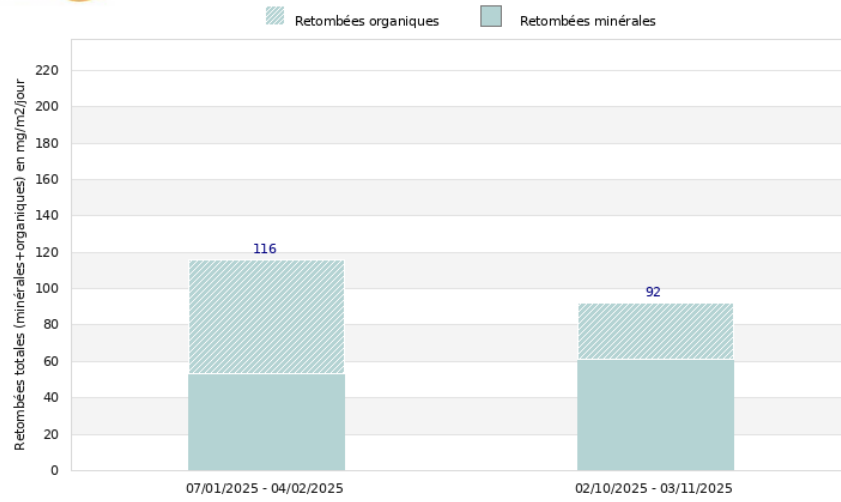 Retombées organiques
Retombées minérales
Retombées totales (minérales+organiques) en mg/m2/jour
220
200
180
160
140
120
100
80
60
40
20
0
116
92
07/01/2025 - 04/02/2025
02/10/2025 - 03/11/2025